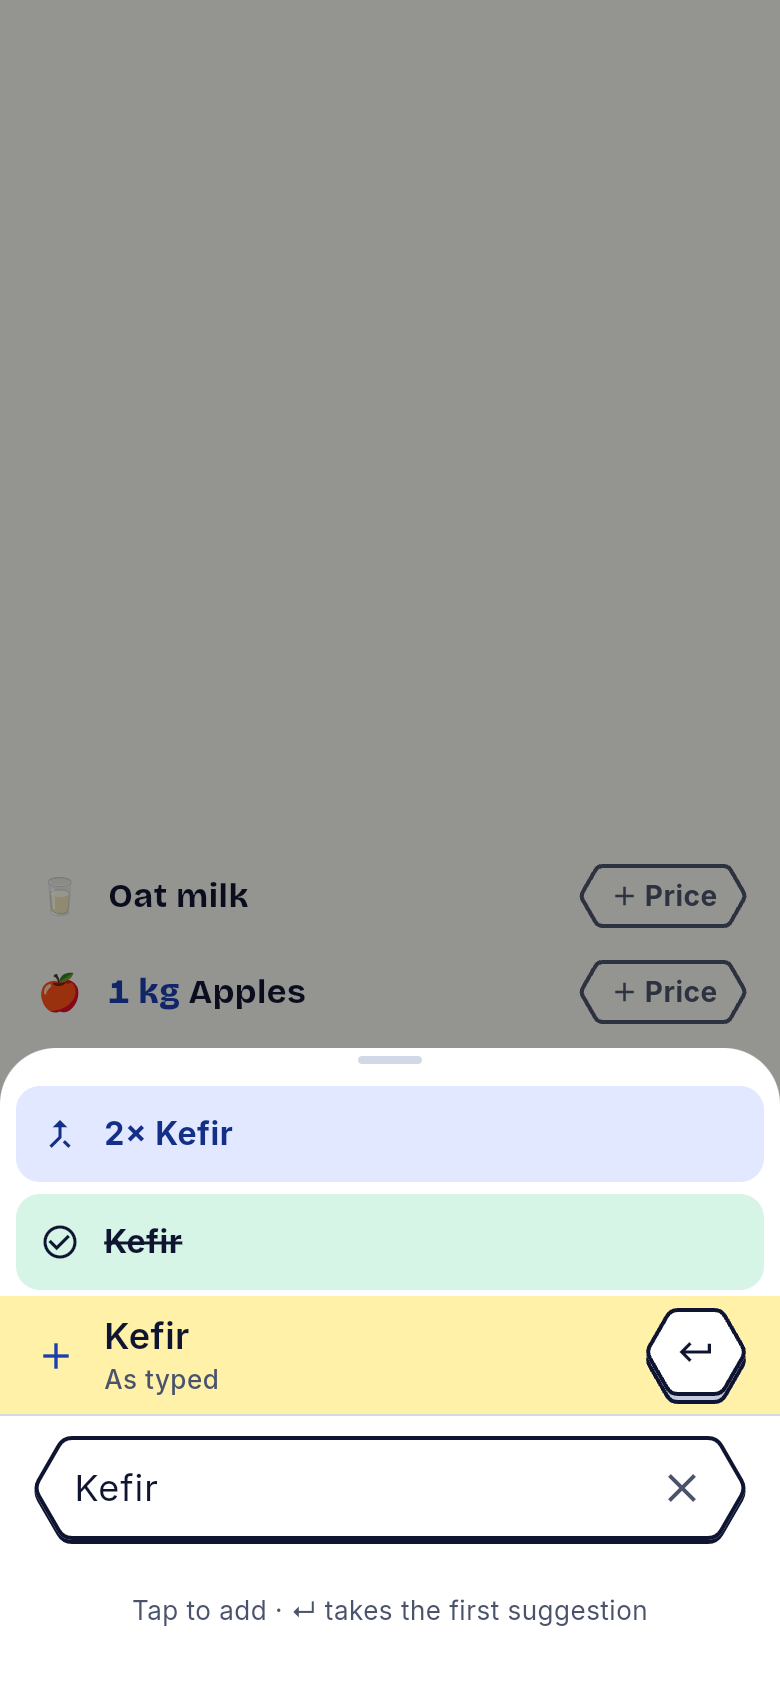 Oat milk
+ Price
1 kg Apples
+ Price
2× Kefir
Kefir
Kefir
As typed
Kefir
Tap to add · ↵ takes the first suggestion